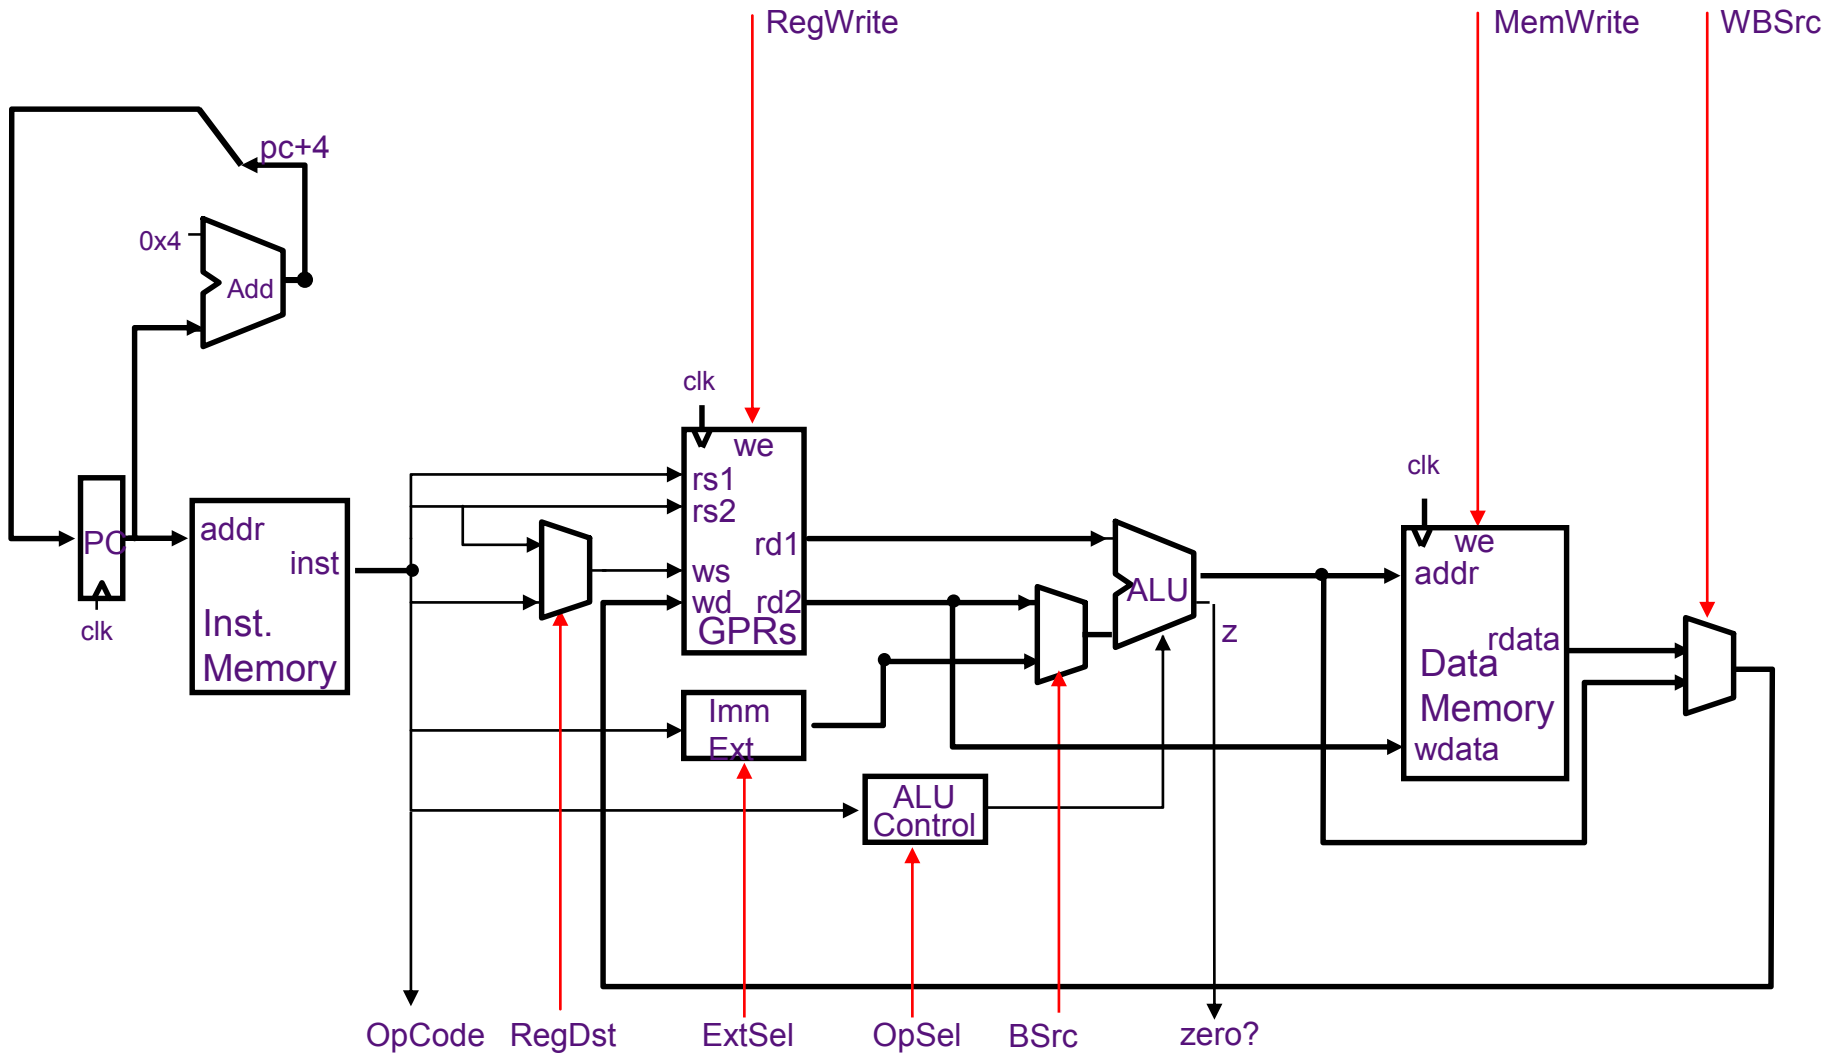 RegWrite
MemWrite
WBSrc
pc+4
0x4
Add
clk
we
rs1
rs2
rd1
ws
wd
rd2
GPRs
PC
clk
addr
inst
Inst.
Memory
ALU
z
clk
we
addr
rdata
Data
Memory
wdata
Imm
Ext
ALU
Control
OpCode
RegDst
ExtSel
OpSel
BSrc
zero?